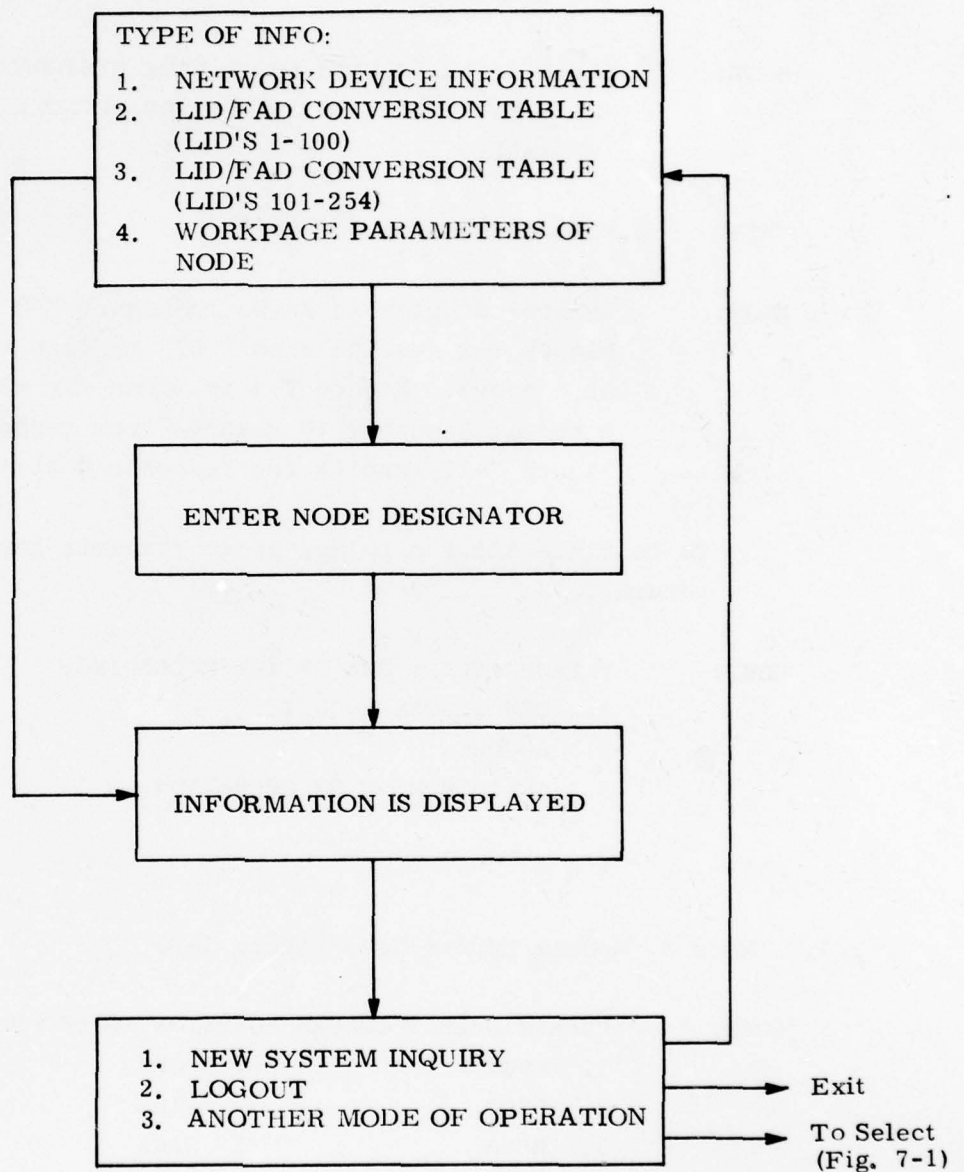 TYPE OF INFO:
1. NETWORK DEVICE INFORMATION
2. LID/FAD CONVERSION TABLE
(LID'S 1-100)
3. LID/FAD CONVERSION TABLE
(LID'S 101-254)
4. WORKPAGE PARAMETERS OF
NODE
ENTER NODE DESIGNATOR
INFORMATION IS DISPLAYED
1. NEW SYSTEM INQUIRY
2. LOGOUT
3. ANOTHER MODE OF OPERATION
Exit
To Select
(Fig. 7-1)